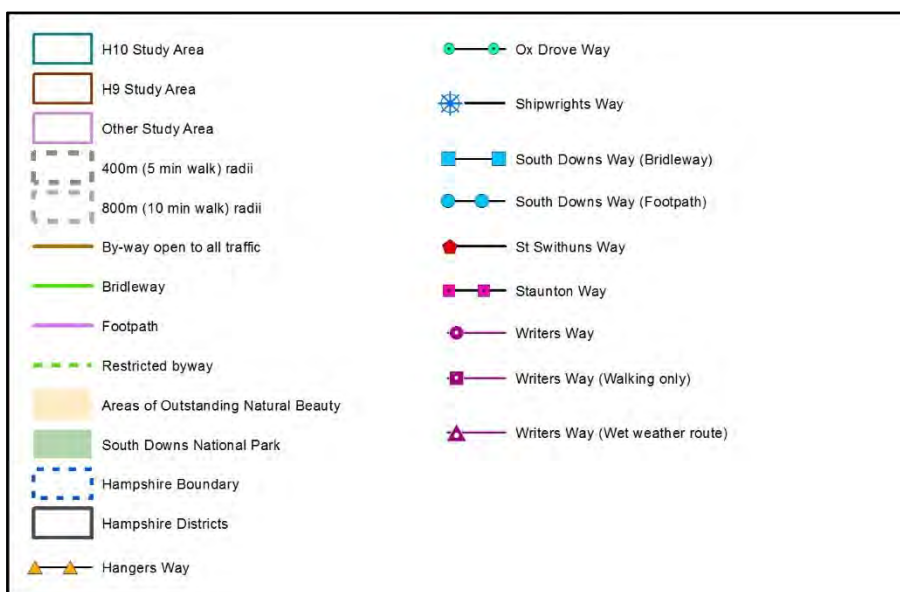 H10 Study Area
H9 Study Area
Other Study Area
400m (5 min walk) radii
800m (10 min walk) radii
By-way open to all traffic
Bridleway
Footpath
Restricted byway
Areas of Outstanding Natural Beauty
South Downs National Park
Hampshire Boundary
Hampshire Districts
Hangers Way
Ox Drove Way
Shipwrights Way
South Downs Way (Bridleway)
South Downs Way (Footpath)
St Swithuns Way
Staunton Way
Writers Way
Writers Way (Walking only)
Writers Way (Wet weather route)